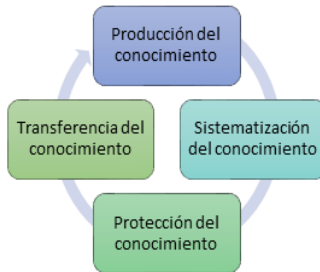 Producción del
conocimiento
Transferencia del
conocimiento
Sistematización
del conocimiento
Protección del
conocimiento